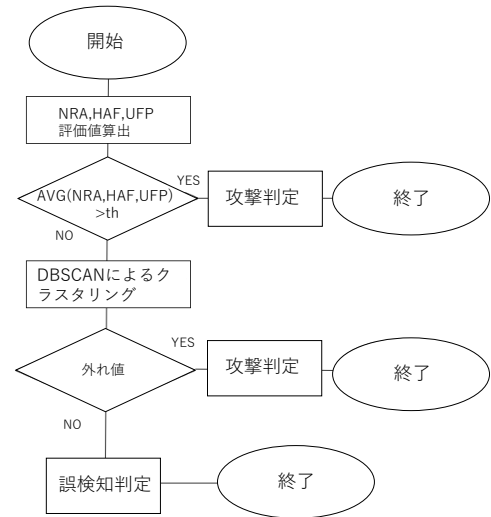 開始
NRA,HAF,UFP
評価値算出
AVG(NRA,HAF,UFP)
>th
YES
攻撃判定
終了
NO
DBSCANによるク
ラスタリング
外れ値
YES
攻撃判定
終了
NO
誤検知判定
終了